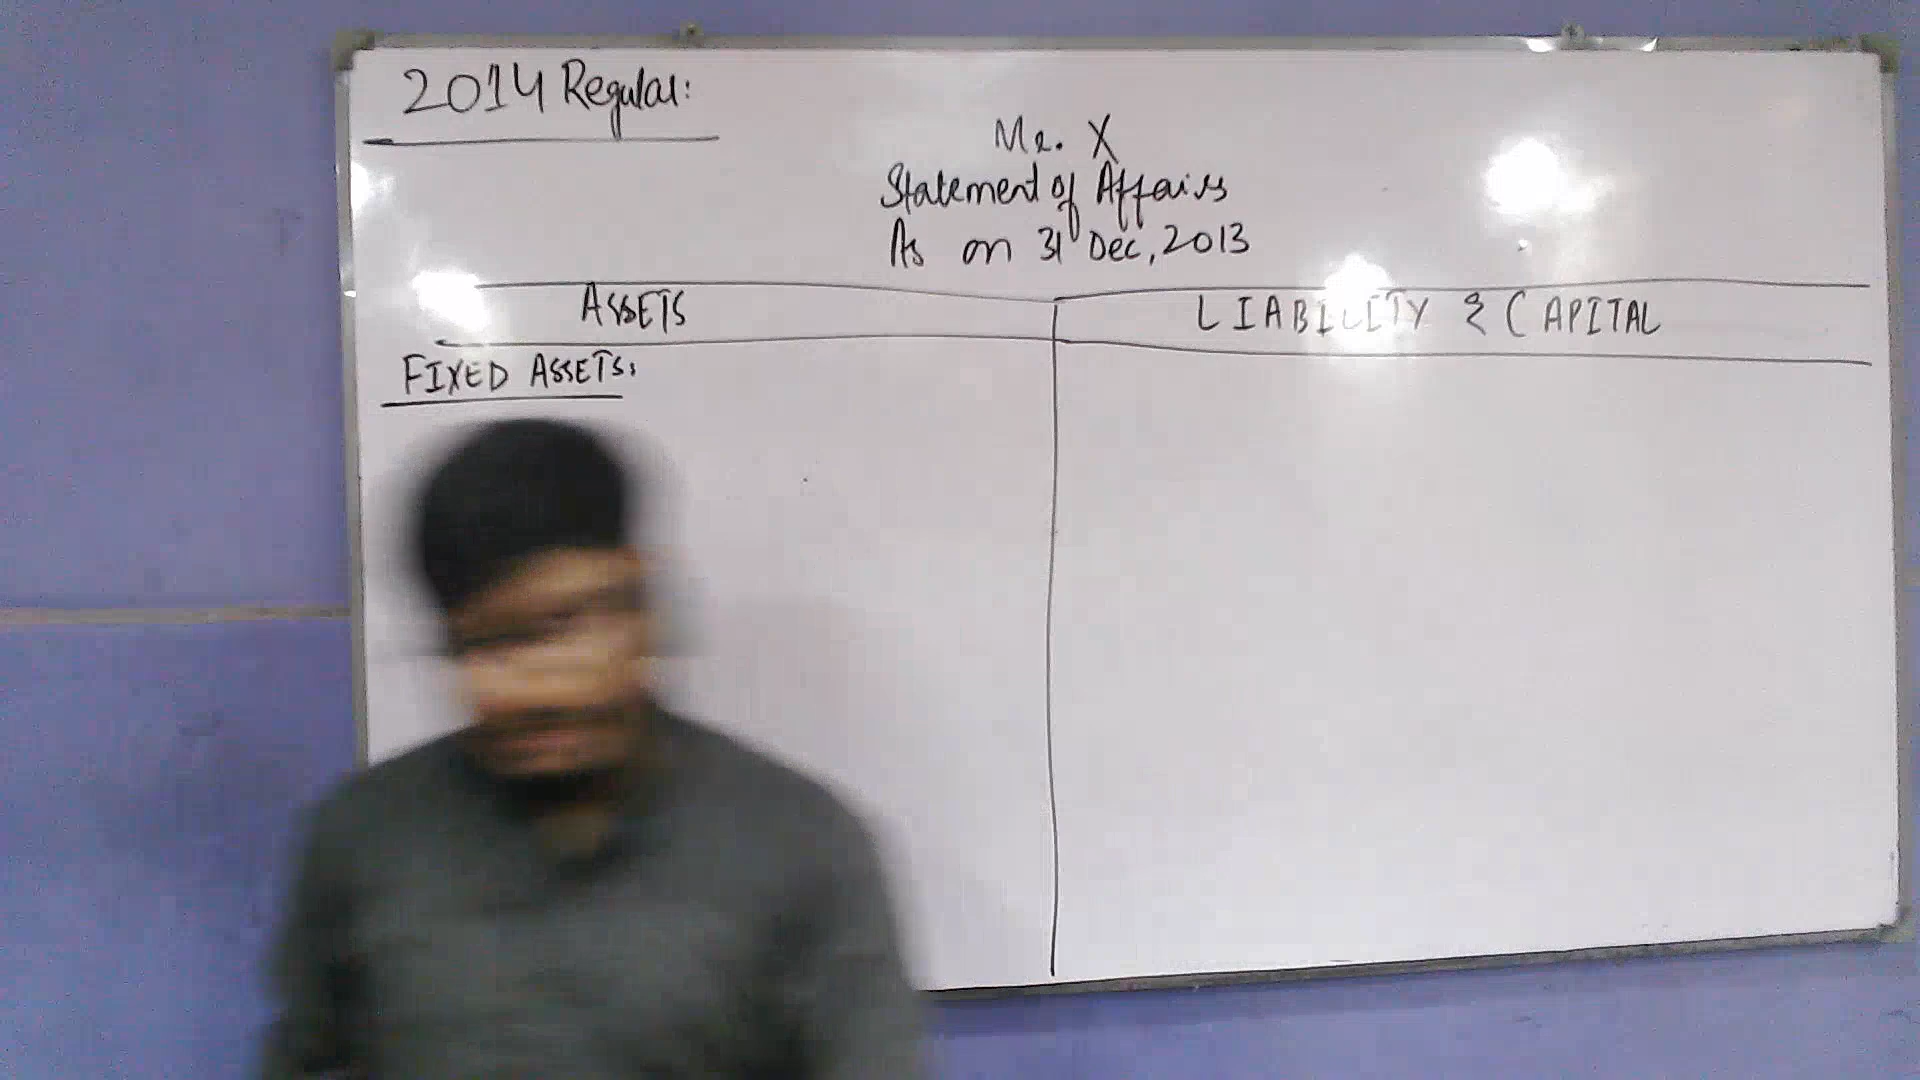 2014 Regular:
Mr. X
Statement of Affairs
As on 31 Dec, 2013
ASSETS
LIABILITY & CAPITAL
FIXED ASSETS: